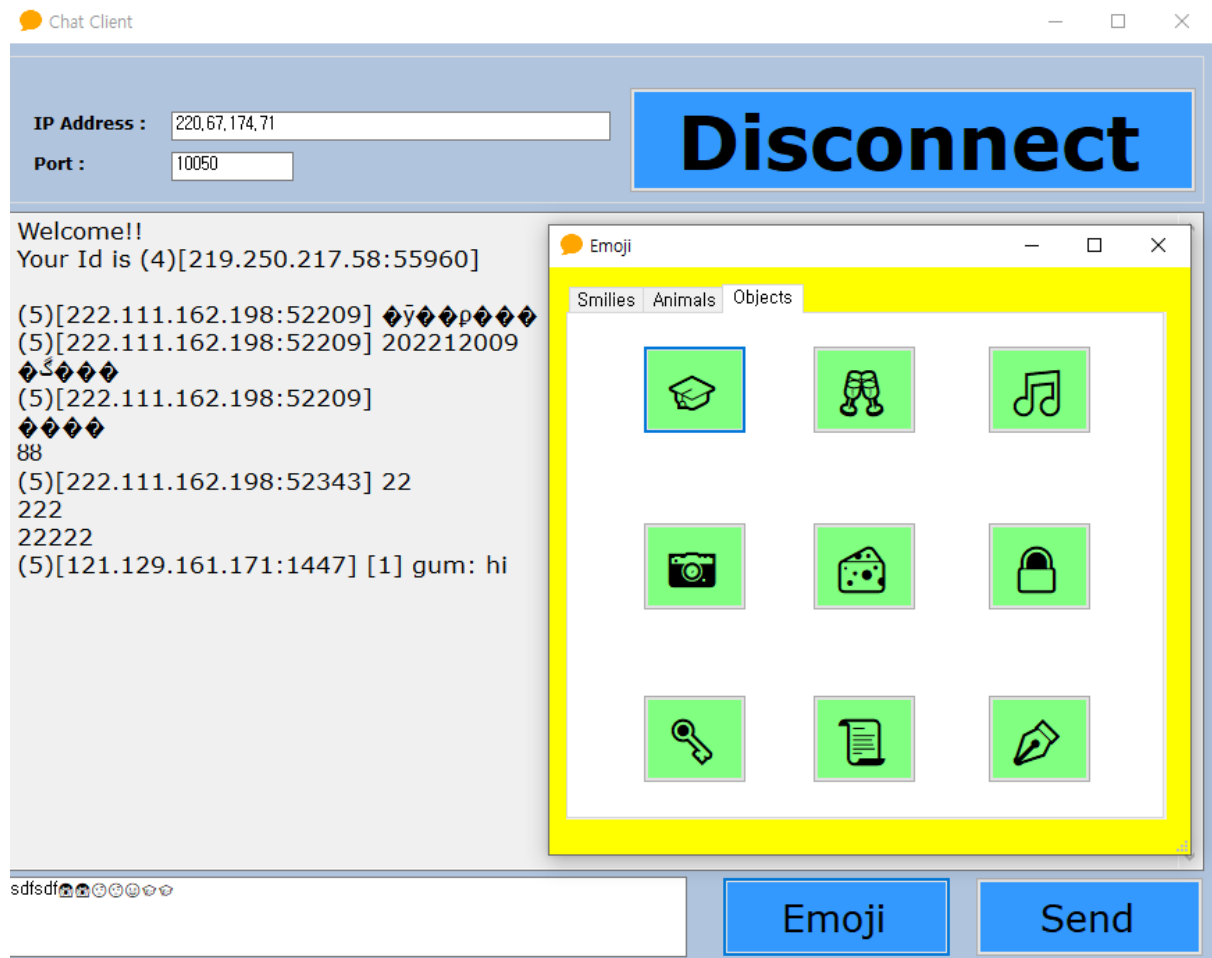 Chat Client
IP Address :
220,67,174,71
Disconnect
Port :
10050
Welcome!!
Your Id is (4)[219.250.217.58:55960]
(5)[222.111.162.198:52209] �ȳ��ϼ���
(5)[222.111.162.198:52209] 202212009
�ڱ���
(5)[222.111.162.198:52209]
����
88
(5)[222.111.162.198:52343] 22
222
22222
(5)[121.129.161.171:1447] [1] gum: hi
Emoji
Smilies Animals Objects
sdfsdf
Emoji
Send